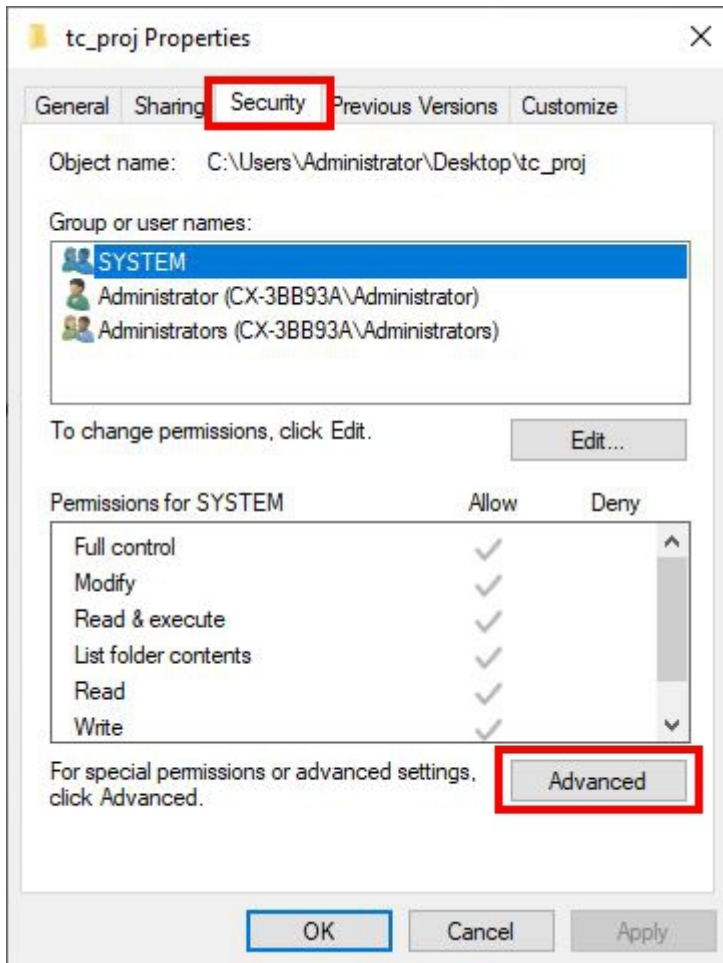 tc_proj Properties
General Sharing Security Previous Versions Customize
Object name: C:\Users\Administrator\Desktop\tc_proj
Group or user names:
SYSTEM
Administrator (CX-3BB93A\Administrator)
Administrators (CX-3BB93A\Administrators)
To change permissions, click Edit.
Edit...
Permissions for SYSTEM Allow Deny
Full control
Modify
Read & execute
List folder contents
Read
Write
For special permissions or advanced settings,
click Advanced.
Advanced
OK Cancel Apply